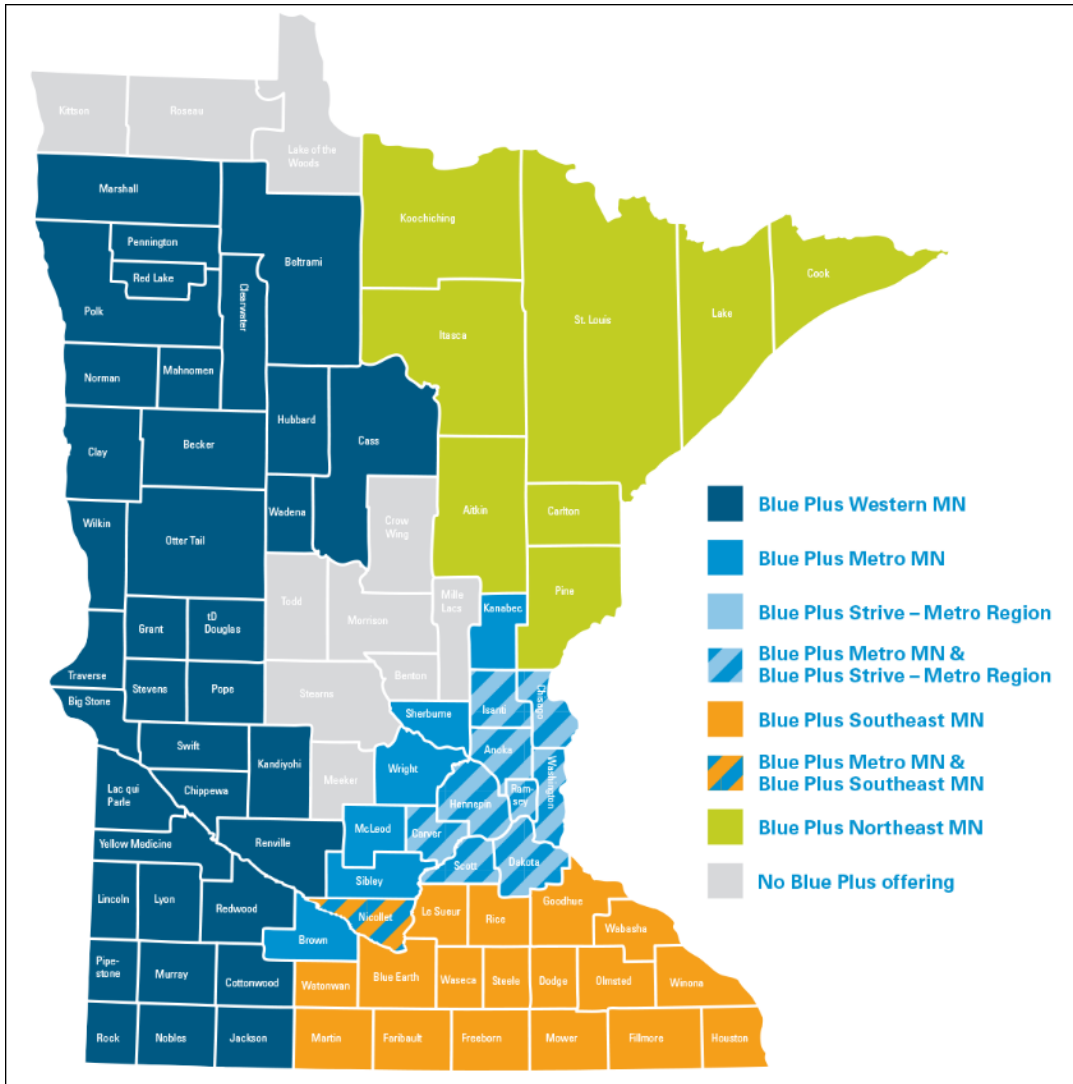 Kittson
Roseau
Lake of the
Woods
Marshall
Koochiching
Pennington
Beltrami
Red Lake
Cook
Clearwater
Polk
St. Louis
Lake
Itasca
Norman
Mahnomen
Hubbard
Cass
Becker
Clay
Aitkin
Carlton
Wadena
Wilkin
Crow
Wing
Otter Tail
Pine
Mille
Lacs
Todd
Kanabec
tD
Douglas
Grant
Morrison
Benton
Traverse
Stevens
Pope
Stearns
Big Stone
Sherburne
Isanti
Chisago
Swift
Anoka
Kandiyohi
Wright
Meeker
Washington
Lac qui
Parle
Chippewa
Hennepin
Ram-
sey
McLeod
Carver
Yellow Medicine
Renville
Scott
Dakota
Sibley
Lincoln
Lyon
Redwood
Nicollet
Le Sueur
Rice
Goodhue
Wabasha
Brown
Pipe-
stone
Murray
Cottonwood
Watonwan
Blue Earth
Waseca
Steele
Dodge
Olmsted
Winona
Rock
Nobles
Jackson
Martin
Faribault
Freeborn
Mower
Fillmore
Houston
Blue Plus Western MN
Blue Plus Metro MN
Blue Plus Strive – Metro Region
Blue Plus Metro MN &
Blue Plus Strive – Metro Region
Blue Plus Southeast MN
Blue Plus Metro MN &
Blue Plus Southeast MN
Blue Plus Northeast MN
No Blue Plus offering